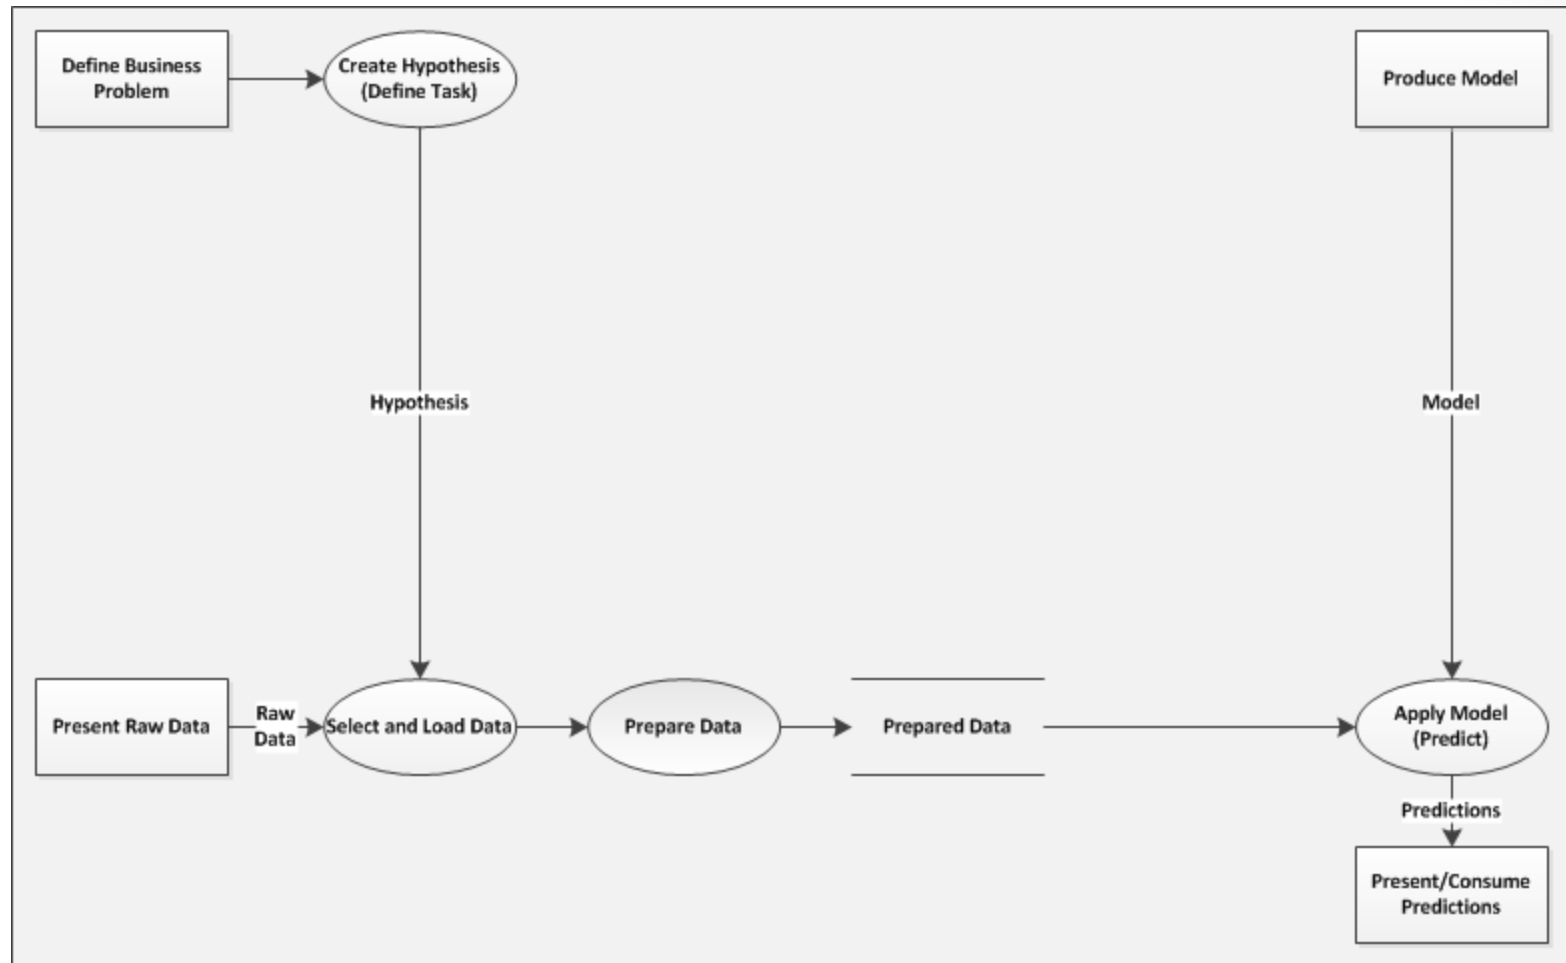 Define Business
Problem
Create Hypothesis
(Define Task)
Produce Model
Hypothesis
Model
Present Raw Data
Raw
Data
Select and Load Data
Prepare Data
Prepared Data
Apply Model
(Predict)
Predictions
Present/Consume
Predictions